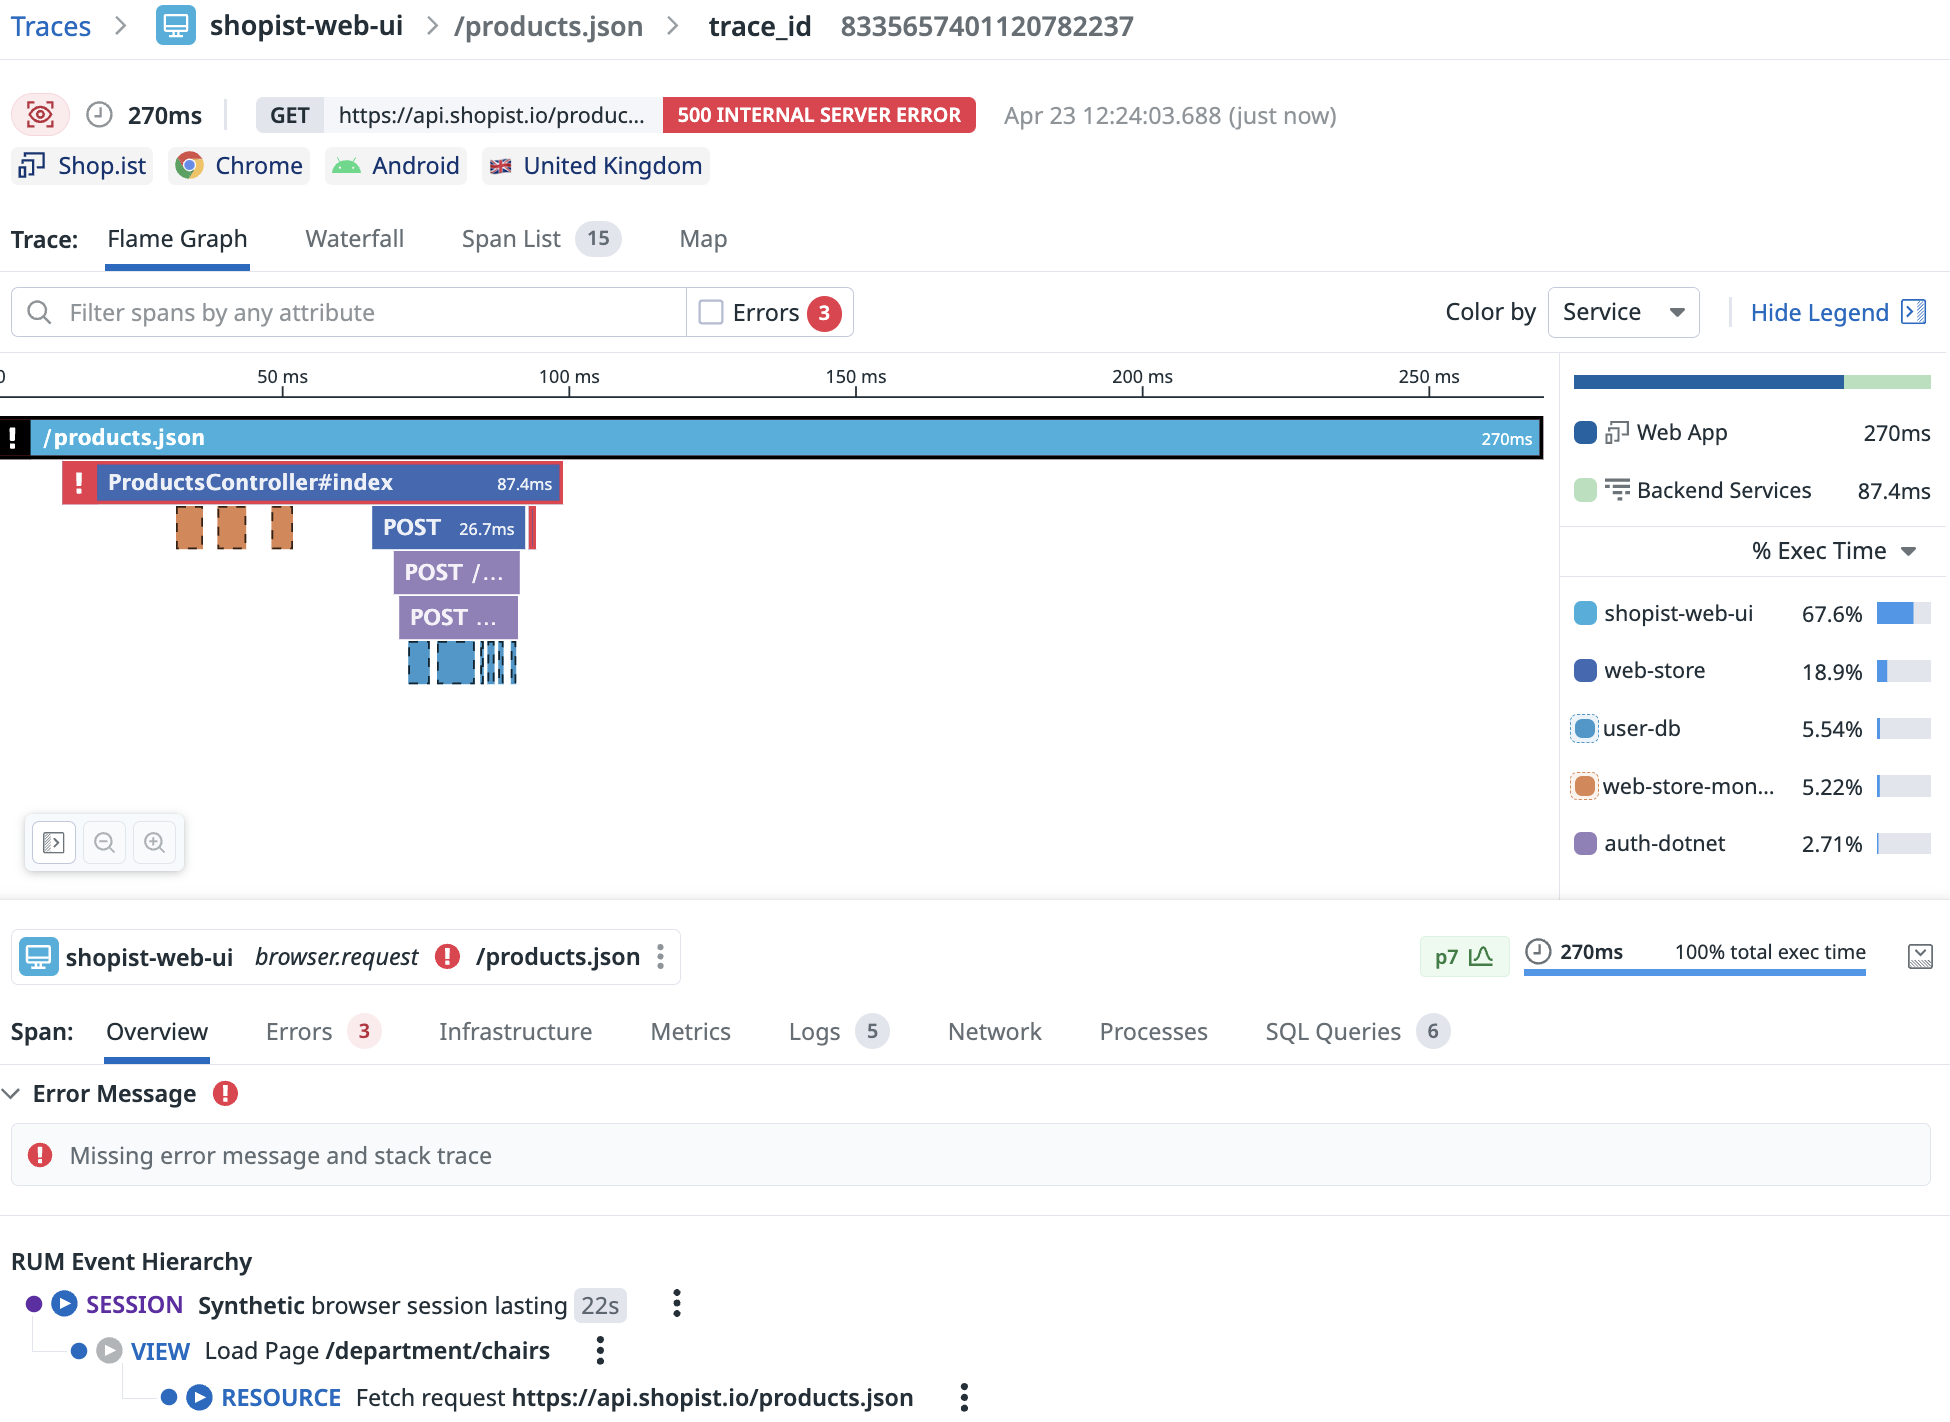 Traces > shopist-web-ui > /products.json > trace_id 8335657401120782237
270ms GET https://api.shopist.io/produc... 500 INTERNAL SERVER ERROR Apr 23 12:24:03.688 (just now)
Shop.ist Chrome Android United Kingdom
Trace: Flame Graph Waterfall Span List 15 Map
Filter spans by any attribute Errors 3 Color by Service Hide Legend
0 50 ms 100 ms 150 ms 200 ms 250 ms
! /products.json 270ms
! ProductsController#index 87.4ms
POST 26.7ms
POST /...
POST ...
Web App 270ms
Backend Services 87.4ms
% Exec Time
shopist-web-ui 67.6%
web-store 18.9%
user-db 5.54%
web-store-mon... 5.22%
auth-dotnet 2.71%
shopist-web-ui browser.request ! /products.json p7 270ms 100% total exec time
Span: Overview Errors 3 Infrastructure Metrics Logs 5 Network Processes SQL Queries 6
Error Message !
! Missing error message and stack trace
RUM Event Hierarchy
SESSION Synthetic browser session lasting 22s
VIEW Load Page /department/chairs
RESOURCE Fetch request https://api.shopist.io/products.json